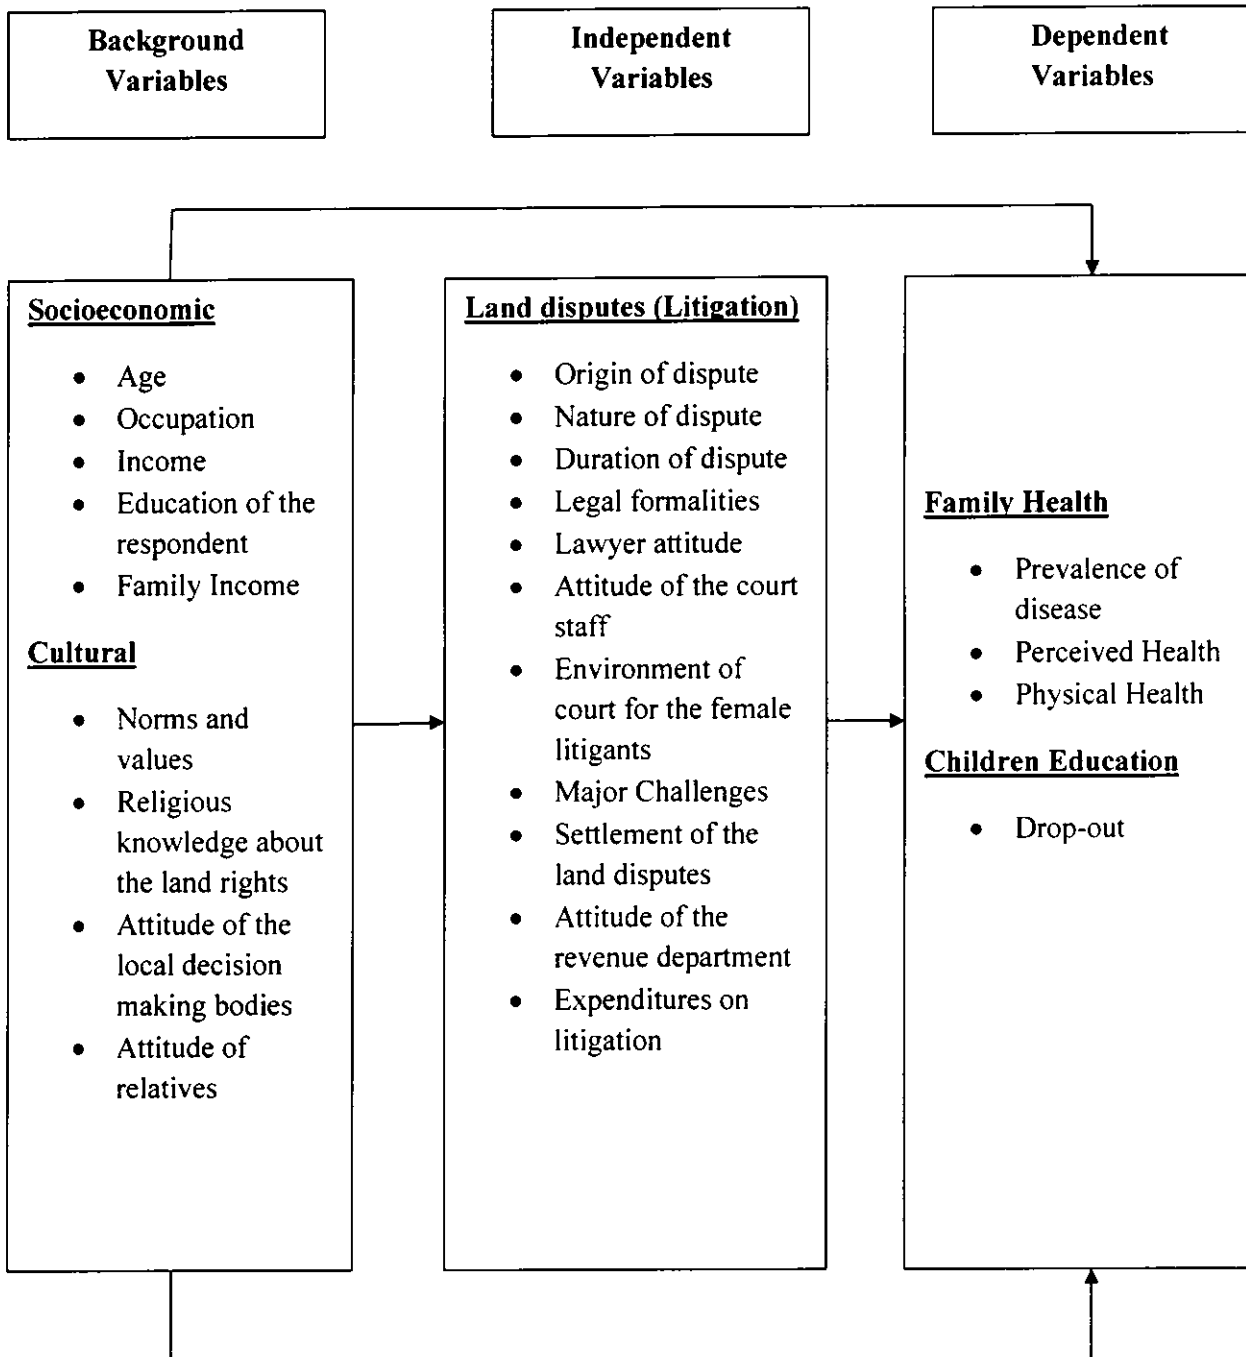 Background
Variables
Independent
Variables
Dependent
Variables
Socioeconomic
• Age
• Occupation
• Income
• Education of the
respondent
• Family Income
Cultural
• Norms and
values
• Religious
knowledge about
the land rights
• Attitude of the
local decision
making bodies
• Attitude of
relatives
Land disputes (Litigation)
• Origin of dispute
• Nature of dispute
• Duration of dispute
• Legal formalities
• Lawyer attitude
• Attitude of the court
staff
• Environment of
court for the female
litigants
• Major Challenges
• Settlement of the
land disputes
• Attitude of the
revenue department
• Expenditures on
litigation
Family Health
• Prevalence of
disease
• Perceived Health
• Physical Health
Children Education
• Drop-out